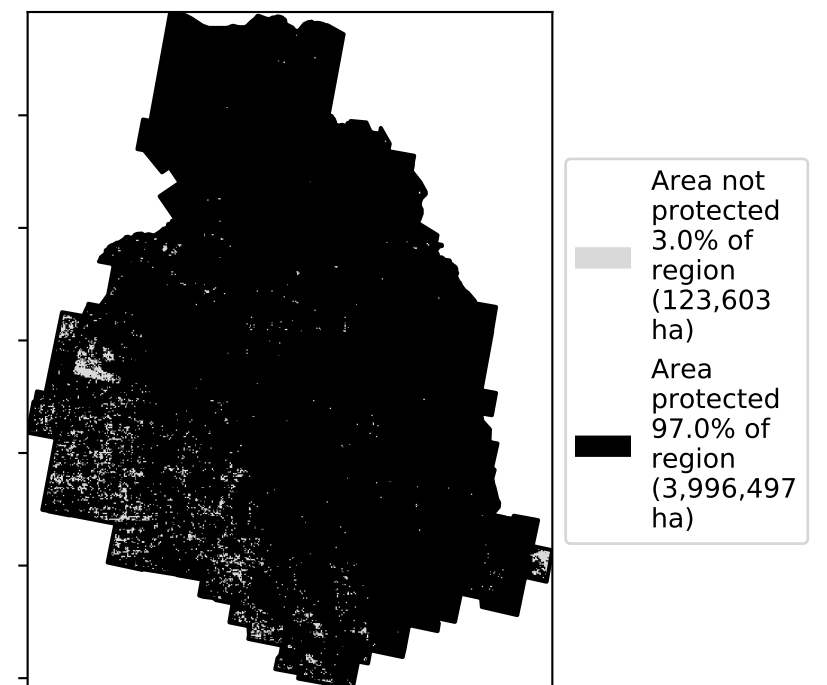 Area not
protected
3.0% of
region
(123,603
ha)
Area
protected
97.0% of
region
(3,996,497
ha)